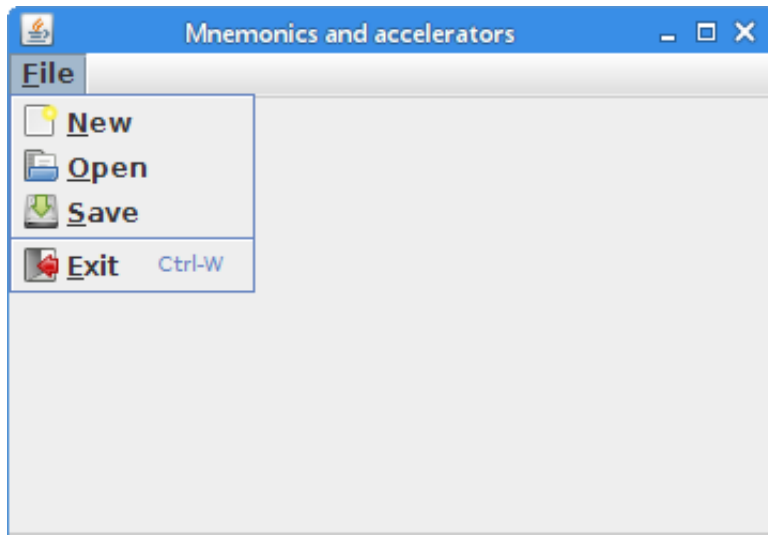 Mnemonics and accelerators
File
New
Open
Save
Exit Ctrl-W